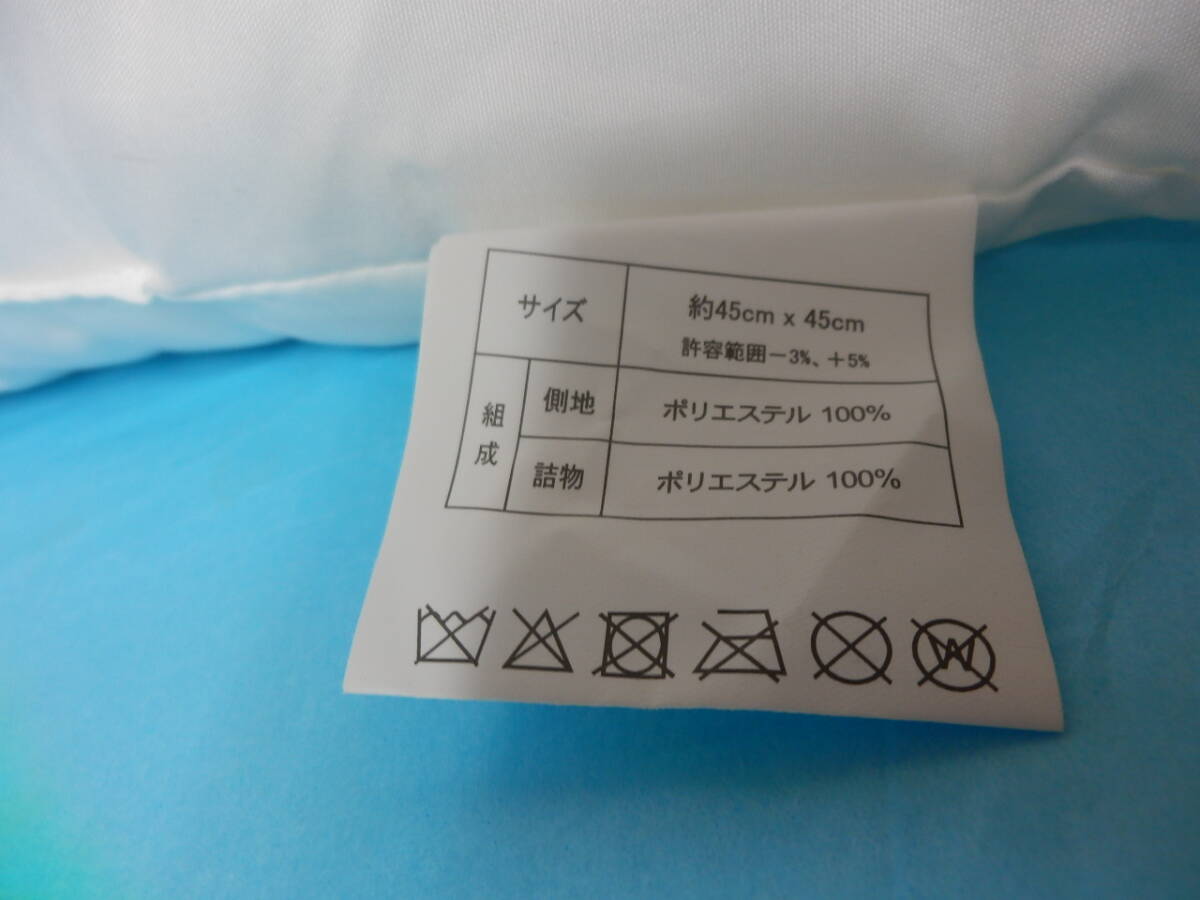 サイズ
約45cm x 45cm
許容範囲−3%、＋5%
組成
側地
ポリエステル 100%
詰物
ポリエステル 100%
W